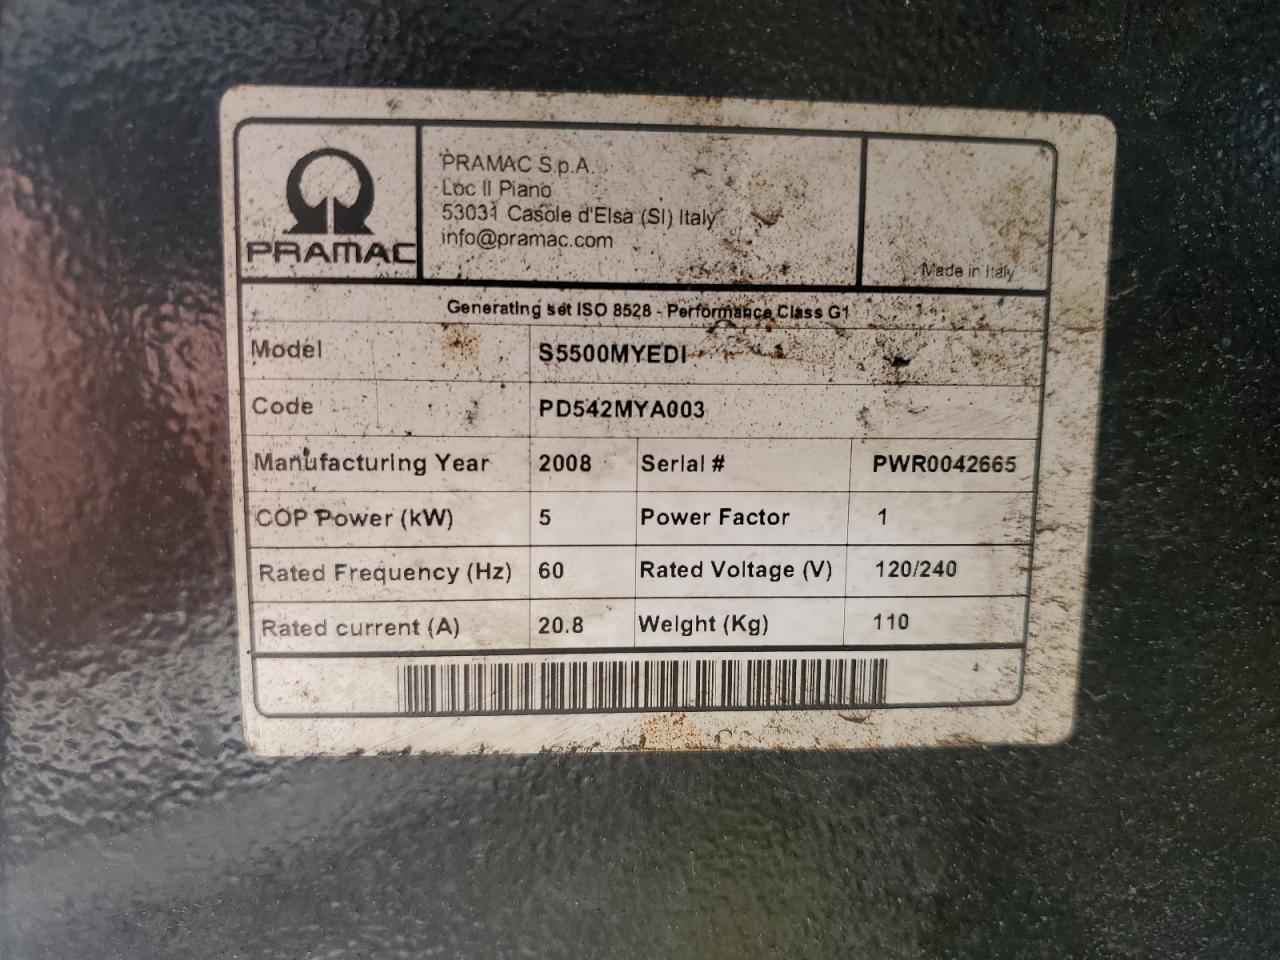 PRAMAC
PRAMAC S.p.A.
Loc Il Piano
53031 Casole d'Elsa (SI) Italy
info@pramac.com
Made in Italy
Generating set ISO 8528 - Performance Class G1
Model S5500MYEDI
Code PD542MYA003
Manufacturing Year 2008 Serial # PWR0042665
COP Power (kW) 5 Power Factor 1
Rated Frequency (Hz) 60 Rated Voltage (V) 120/240
Rated current (A) 20.8 Weight (Kg) 110